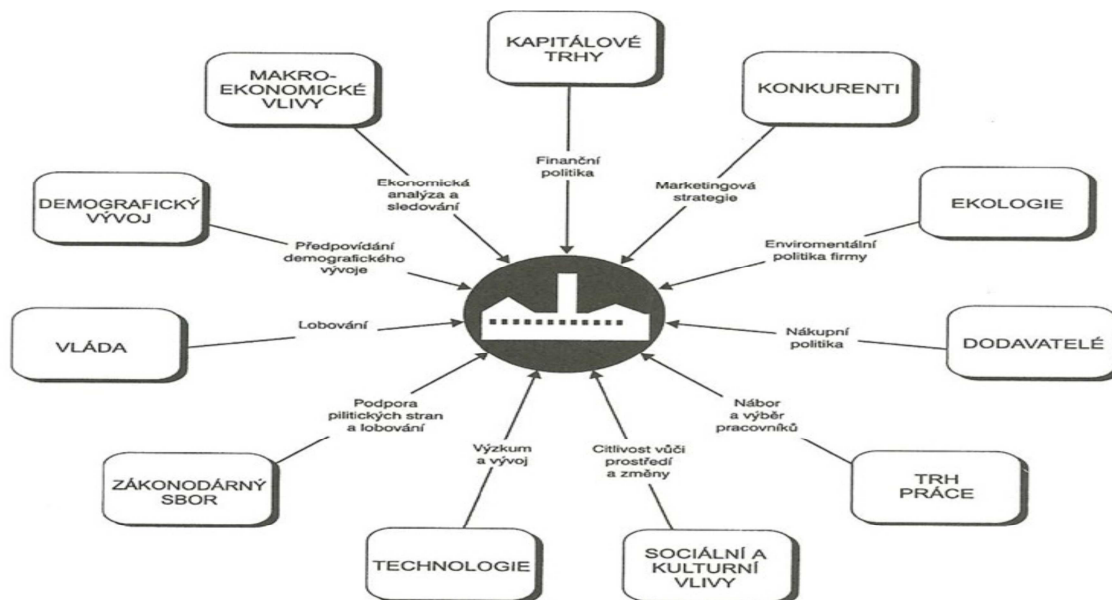 KAPITÁLOVÉ
TRHY
MAKRO-
EKONOMICKÉ
VLIVY
KONKURENTI
Finanční
politika
Ekonomická
analýza a
sledování
Marketingová
strategie
DEMOGRAFICKÝ
VÝVOJ
EKOLOGIE
Předpovídání
demografického
vývoje
Enviromentální
politika firmy
VLÁDA
Lobování
Nákupní
politika
DODAVATELÉ
Podpora
pilitických stran
a lobování
Nábor
a výběr
pracovníků
Výzkum
a vývoj
Citlivost vůči
prostředí
a změny
ZÁKONODÁRNÝ
SBOR
TRH
PRÁCE
TECHNOLOGIE
SOCIÁLNÍ A
KULTURNÍ
VLIVY